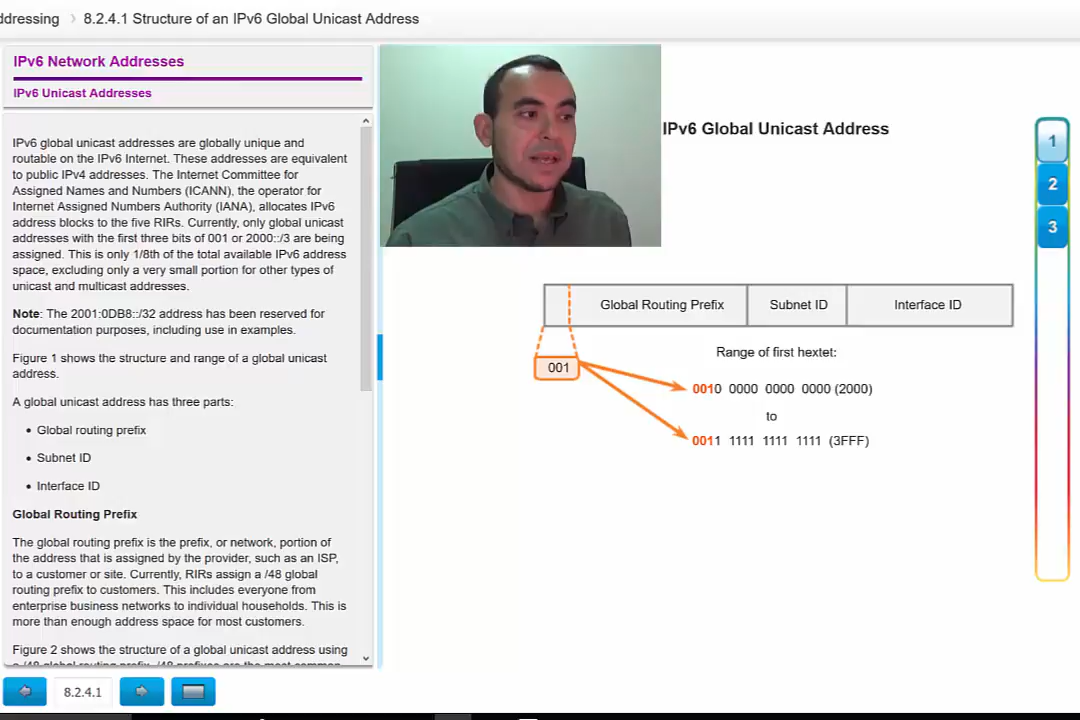 ddressing > 8.2.4.1 Structure of an IPv6 Global Unicast Address
IPv6 Network Addresses
IPv6 Unicast Addresses
IPv6 global unicast addresses are globally unique and
routable on the IPv6 Internet. These addresses are equivalent
to public IPv4 addresses. The Internet Committee for
Assigned Names and Numbers (ICANN), the operator for
Internet Assigned Numbers Authority (IANA), allocates IPv6
address blocks to the five RIRs. Currently, only global unicast
addresses with the first three bits of 001 or 2000::/3 are being
assigned. This is only 1/8th of the total available IPv6 address
space, excluding only a very small portion for other types of
unicast and multicast addresses.
Note: The 2001:0DB8::/32 address has been reserved for
documentation purposes, including use in examples.
Figure 1 shows the structure and range of a global unicast
address.
A global unicast address has three parts:
• Global routing prefix
• Subnet ID
• Interface ID
Global Routing Prefix
The global routing prefix is the prefix, or network, portion of
the address that is assigned by the provider, such as an ISP,
to a customer or site. Currently, RIRs assign a /48 global
routing prefix to customers. This includes everyone from
enterprise business networks to individual households. This is
more than enough address space for most customers.
Figure 2 shows the structure of a global unicast address using
a /48 global routing prefix. /48 prefixes are the most common
8.2.4.1
IPv6 Global Unicast Address
Global Routing Prefix
Subnet ID
Interface ID
001
Range of first hextet:
0010 0000 0000 0000 (2000)
to
0011 1111 1111 1111 (3FFF)
1
2
3